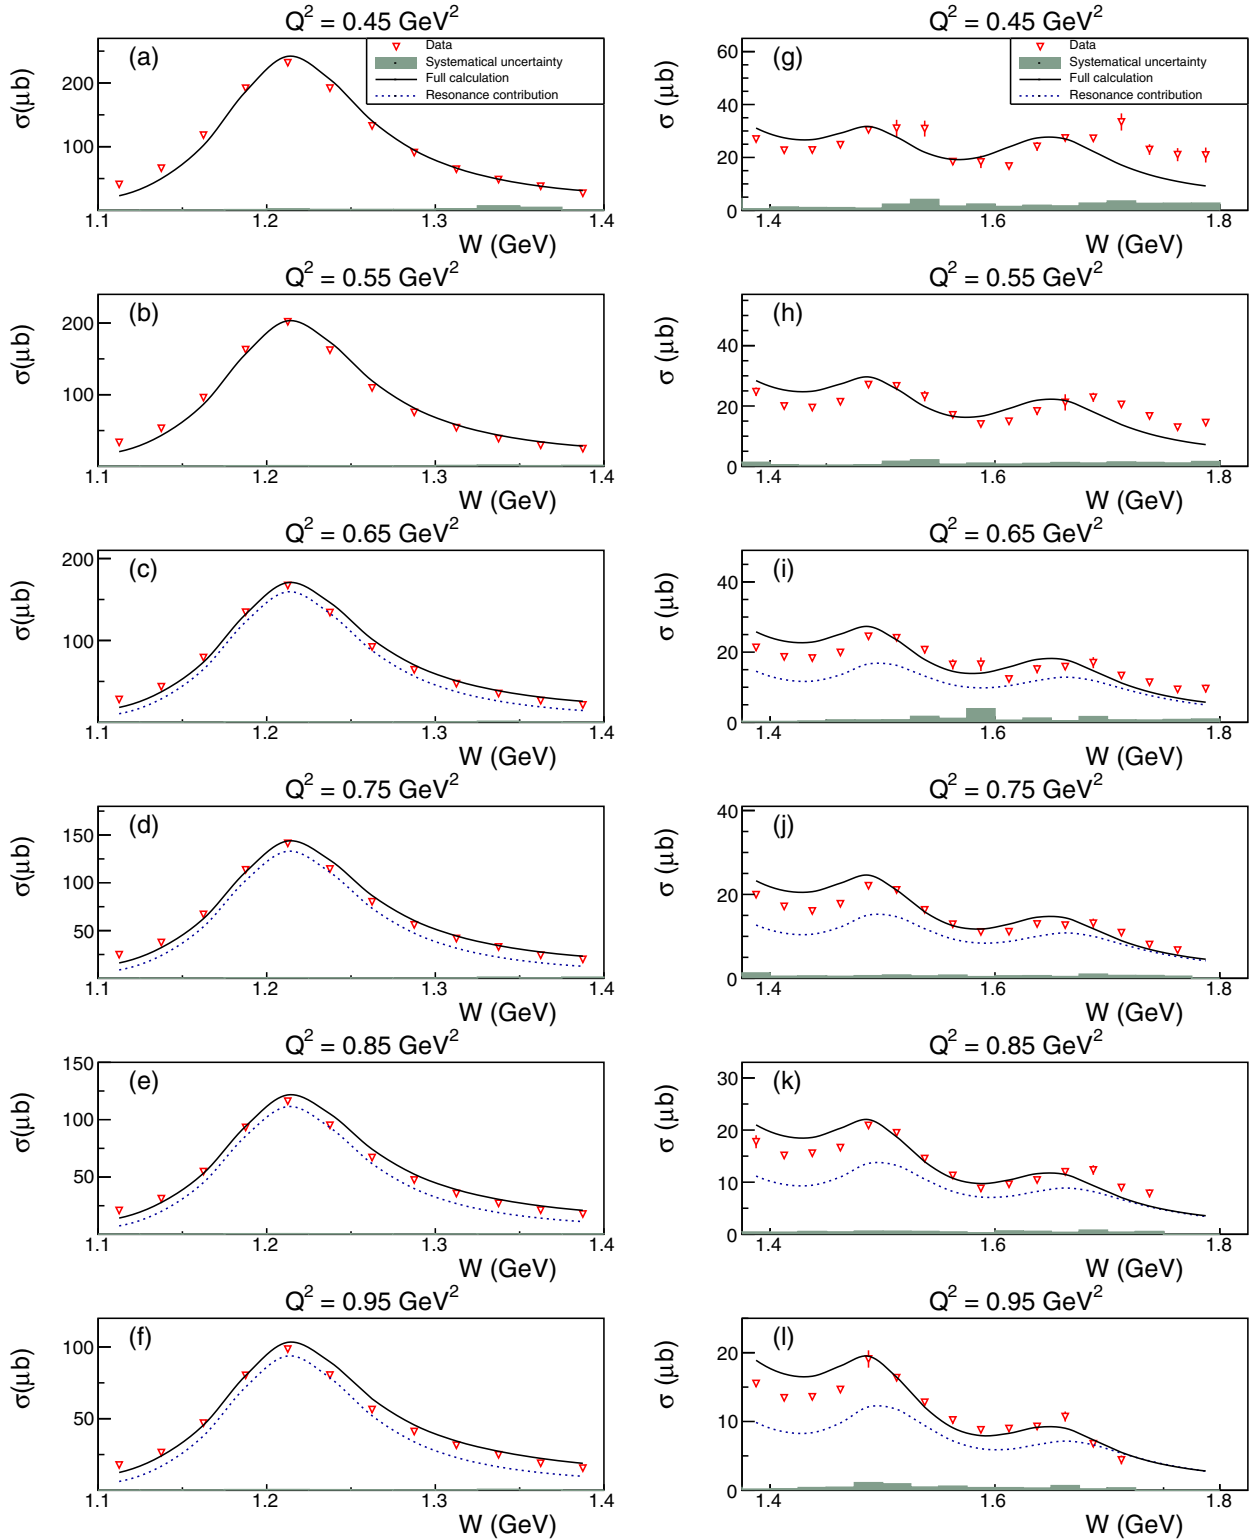 Q² = 0.45 GeV²
(a)
Data
Systematical uncertainty
Full calculation
Resonance contribution
σ(μb)
200
100
1.1 1.2 1.3 1.4
W (GeV)
Q² = 0.45 GeV²
(g)
Data
Systematical uncertainty
Full calculation
Resonance contribution
σ (μb)
60
40
20
0
1.4 1.6 1.8
W (GeV)
Q² = 0.55 GeV²
(b)
σ(μb)
200
100
1.1 1.2 1.3 1.4
W (GeV)
Q² = 0.55 GeV²
(h)
σ (μb)
40
20
0
1.4 1.6 1.8
W (GeV)
Q² = 0.65 GeV²
(c)
σ(μb)
200
100
1.1 1.2 1.3 1.4
W (GeV)
Q² = 0.65 GeV²
(i)
σ (μb)
40
20
0
1.4 1.6 1.8
W (GeV)
Q² = 0.75 GeV²
(d)
σ(μb)
150
100
50
1.1 1.2 1.3 1.4
W (GeV)
Q² = 0.75 GeV²
(j)
σ (μb)
40
20
0
1.4 1.6 1.8
W (GeV)
Q² = 0.85 GeV²
(e)
σ(μb)
150
100
50
1.1 1.2 1.3 1.4
W (GeV)
Q² = 0.85 GeV²
(k)
σ (μb)
30
20
10
0
1.4 1.6 1.8
W (GeV)
Q² = 0.95 GeV²
(f)
σ(μb)
100
50
1.1 1.2 1.3 1.4
W (GeV)
Q² = 0.95 GeV²
(l)
σ (μb)
20
10
0
1.4 1.6 1.8
W (GeV)